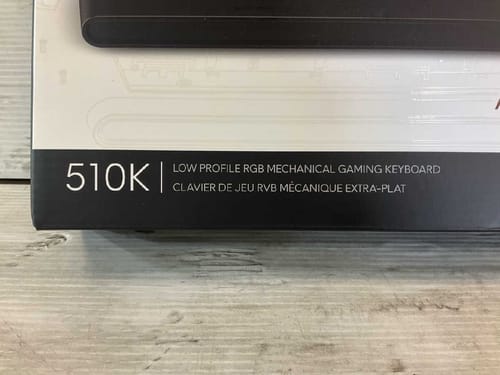 510K
LOW PROFILE RGB MECHANICAL GAMING KEYBOARD
CLAVIER DE JEU RVB MÉCANIQUE EXTRA-PLAT